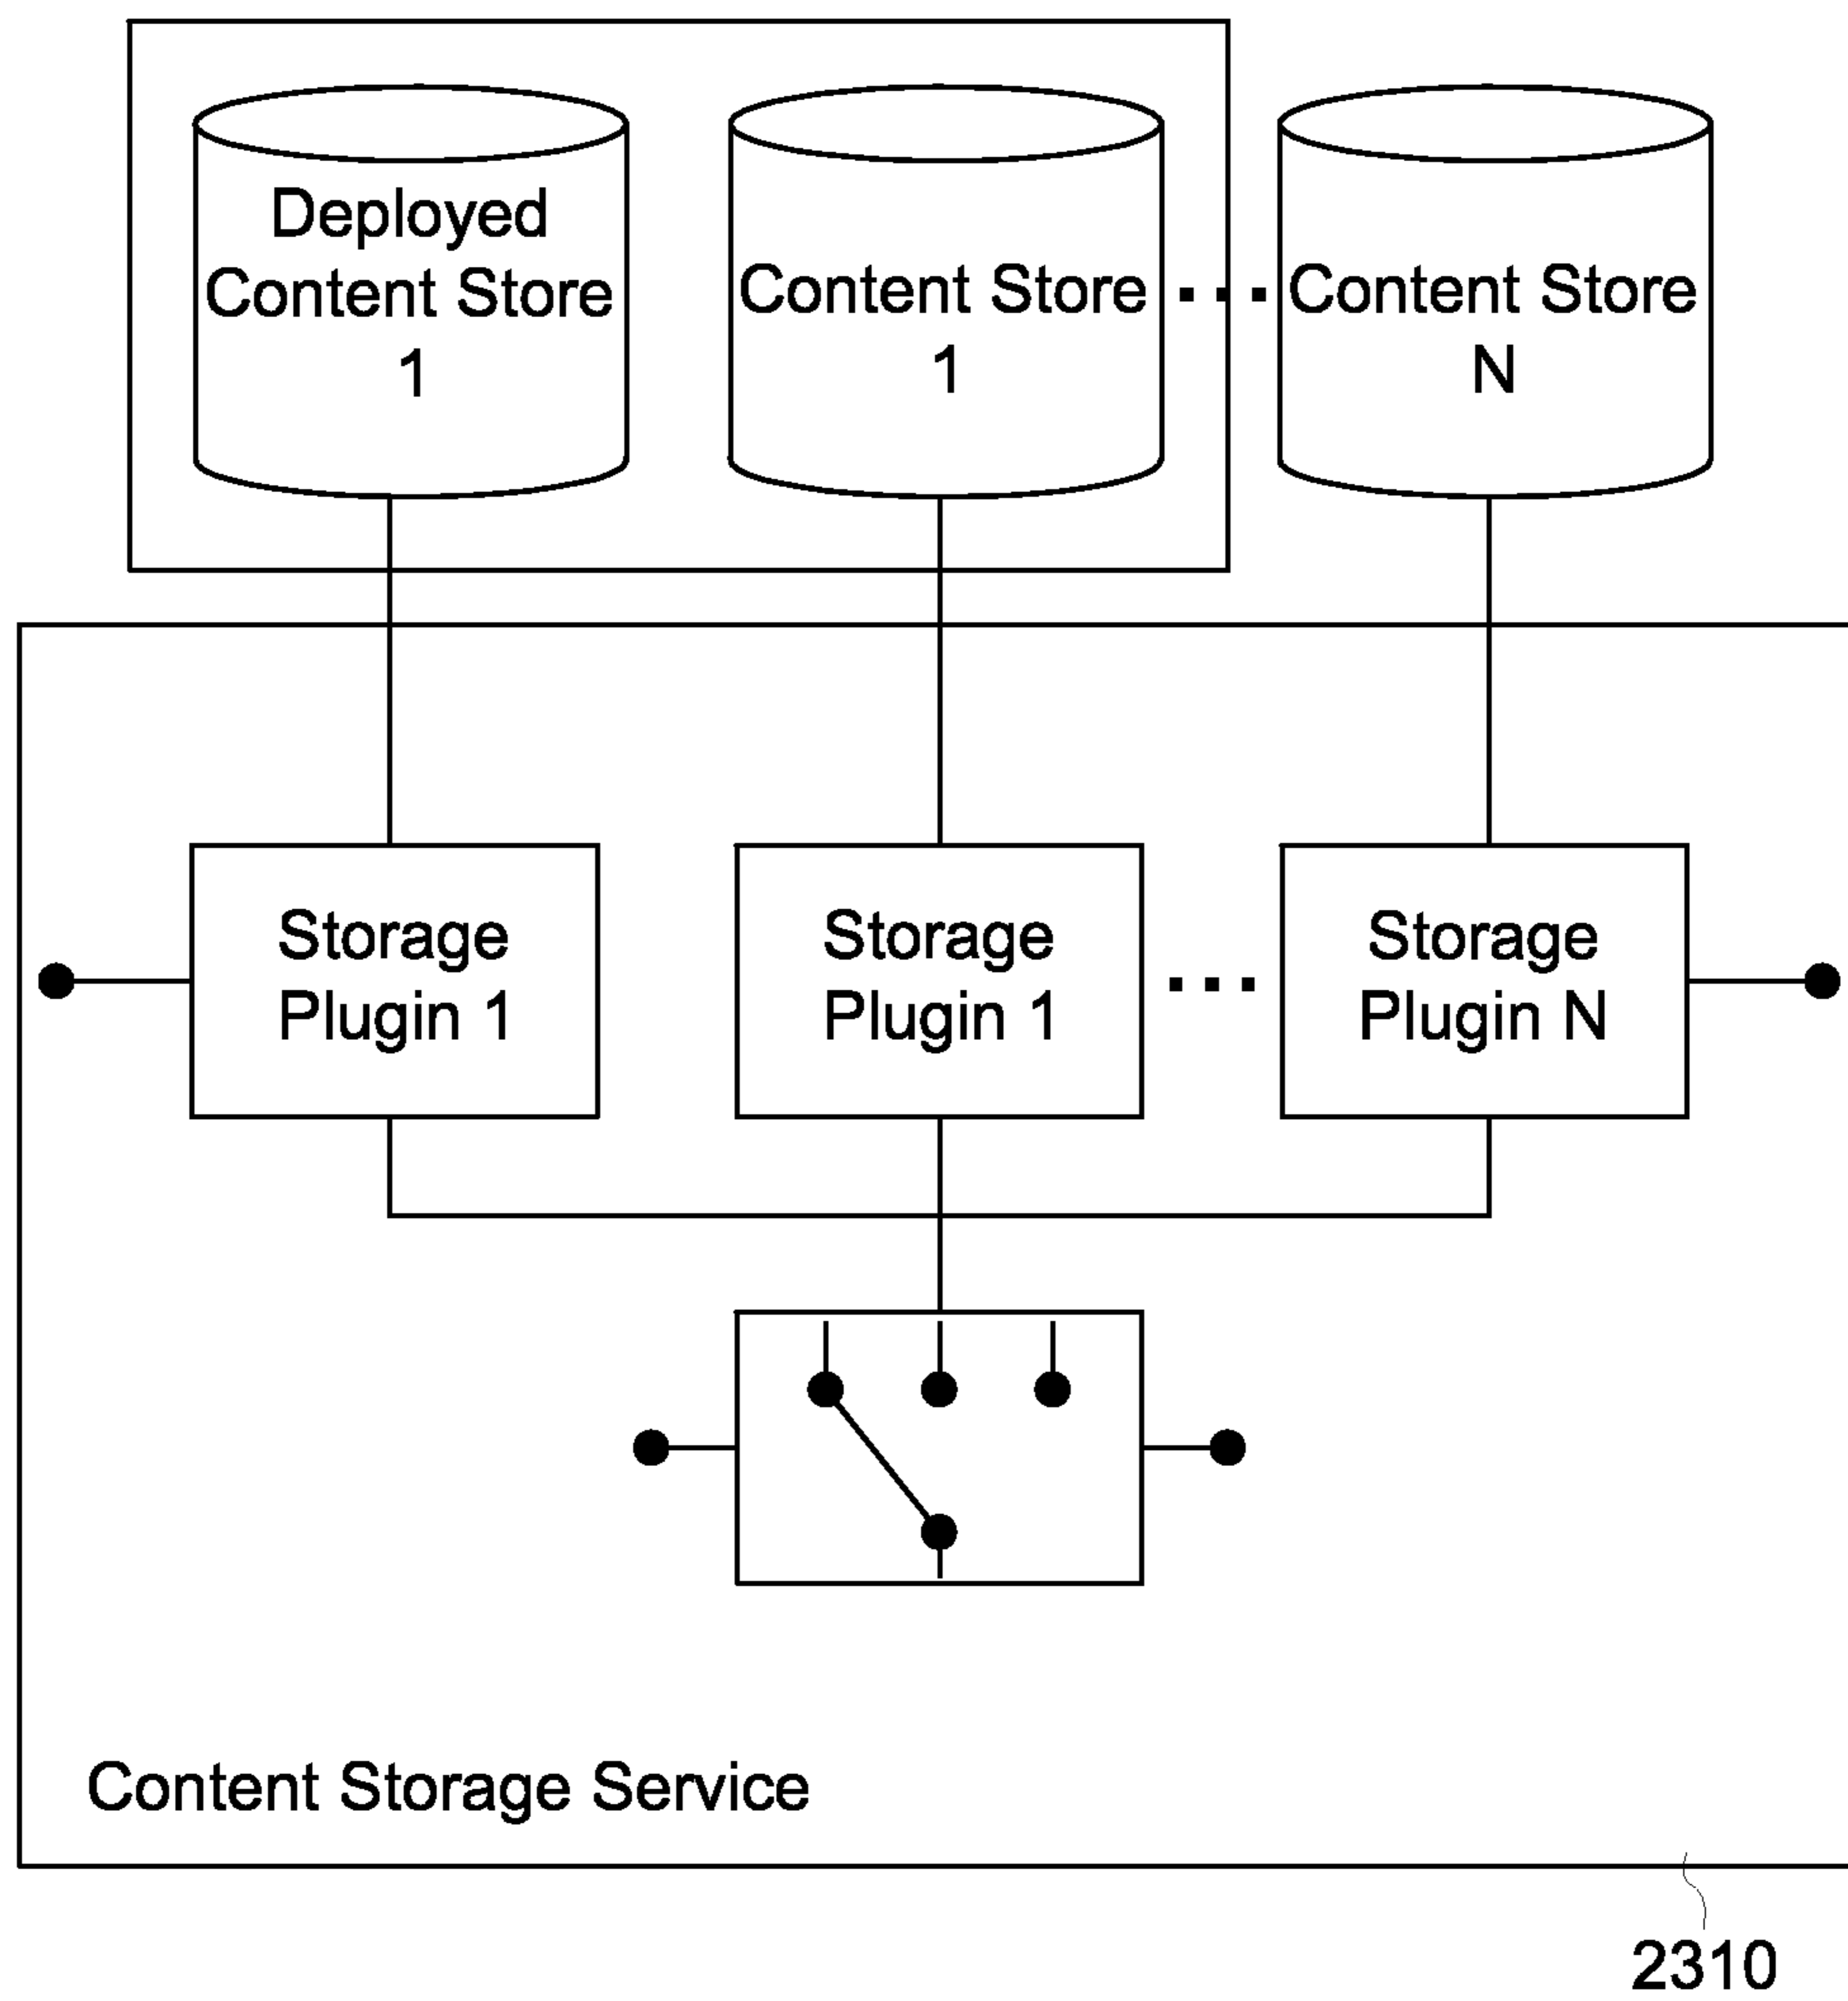 Deployed
Content Store
1
Content Store
1
Content Store
N
Storage
Plugin 1
Storage
Plugin 1
Storage
Plugin N
Content Storage Service
2310